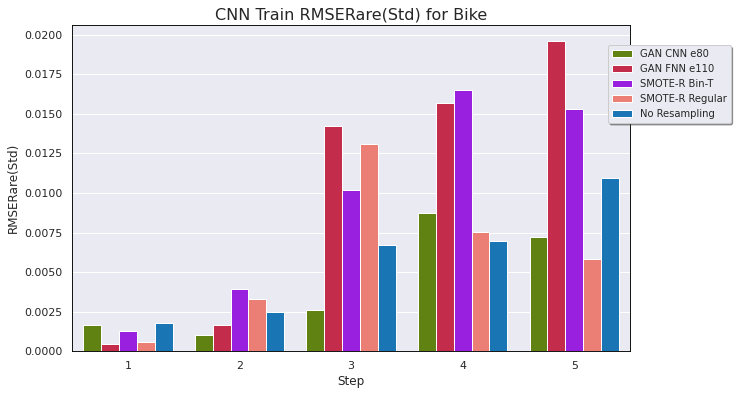 CNN Train RMSERare(Std) for Bike
0.0200
0.0175
0.0150
0.0125
0.0100
0.0075
0.0050
0.0025
0.0000
RMSERare(Std)
1 2 3 4 5
Step
GAN CNN e80
GAN FNN e110
SMOTE-R Bin-T
SMOTE-R Regular
No Resampling